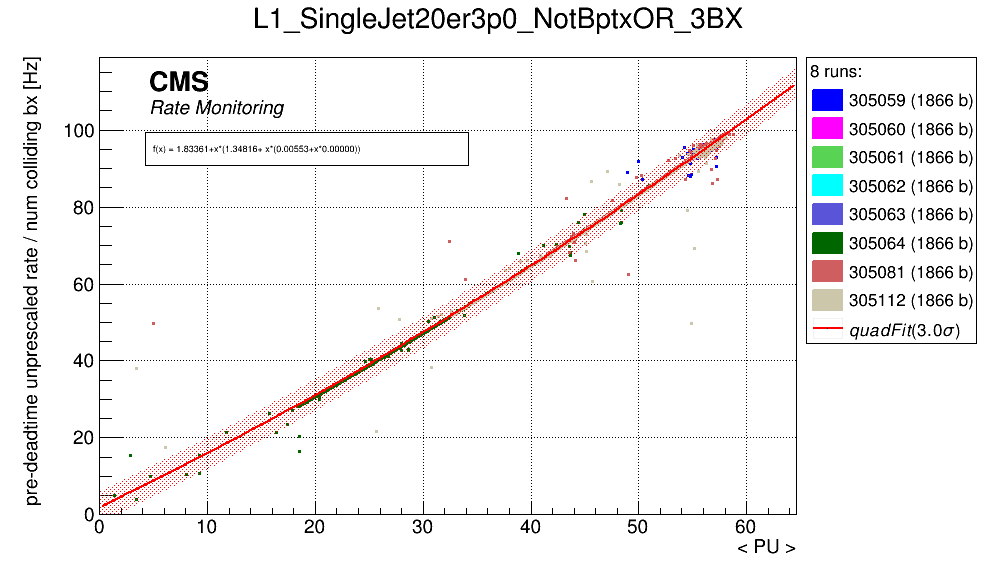 L1_SingleJet20er3p0_NotBptxOR_3BX
pre-deadtime unprescaled rate / num colliding bx [Hz]
CMS
Rate Monitoring
f(x) = 1.83361+x*(1.34816+ x*(0.00553+x*0.00000))
100
80
60
40
20
0
0 10 20 30 40 50 60
< PU >
8 runs:
305059 (1866 b)
305060 (1866 b)
305061 (1866 b)
305062 (1866 b)
305063 (1866 b)
305064 (1866 b)
305081 (1866 b)
305112 (1866 b)
quadFit(3.0σ)